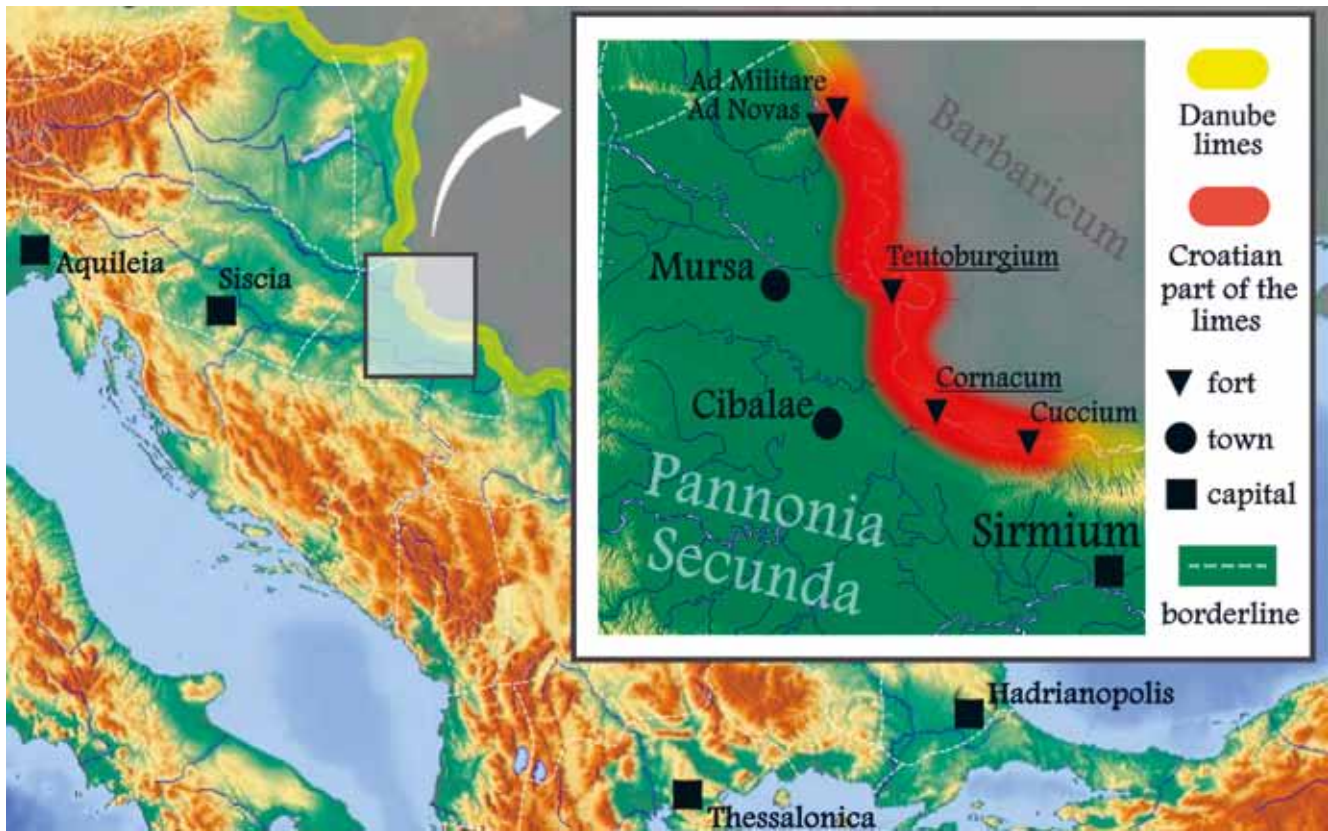 Aquileia
Siscia
Hadrianopolis
Thessalonica
Ad Militare
Ad Novas
Barbaricum
Teutoburgium
Mursa
Cornacum
Cuccium
Cibalae
Pannonia
Secunda
Sirmium
Danube
limes
Croatian
part of the
limes
fort
town
capital
borderline